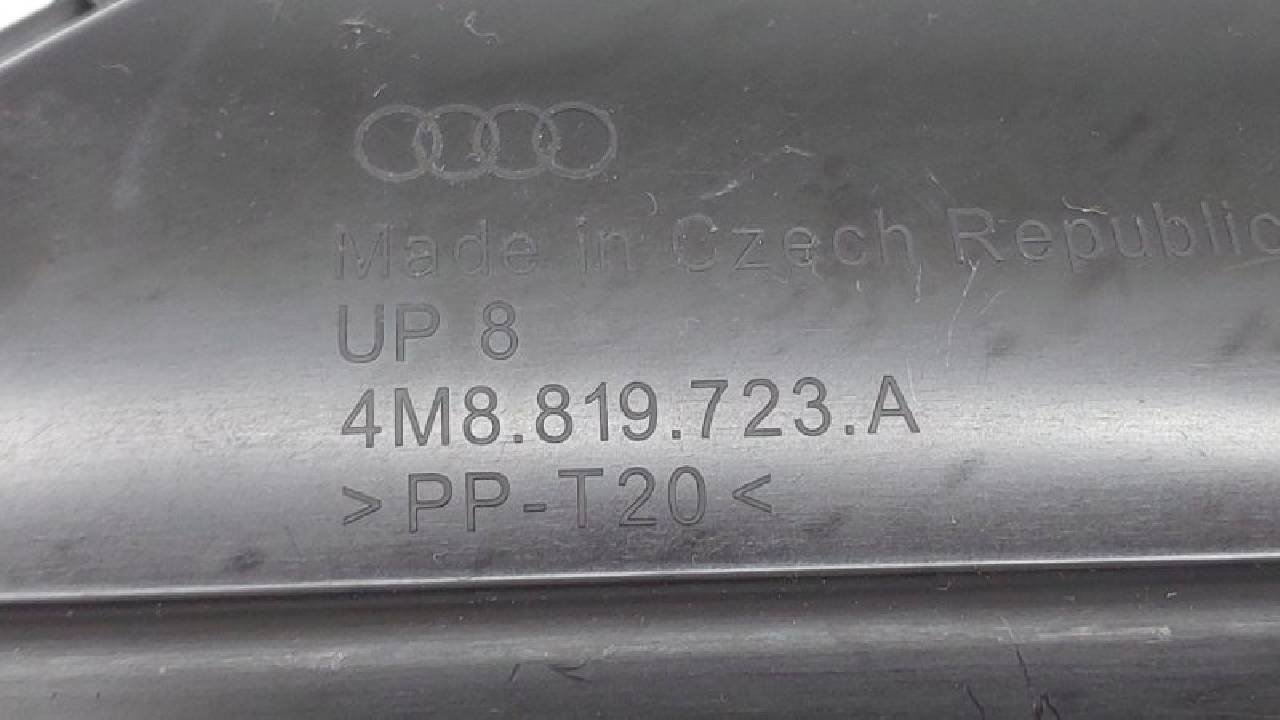 Made in Czech Republic
UP 8
4M8.819.723.A
>PP-T20<